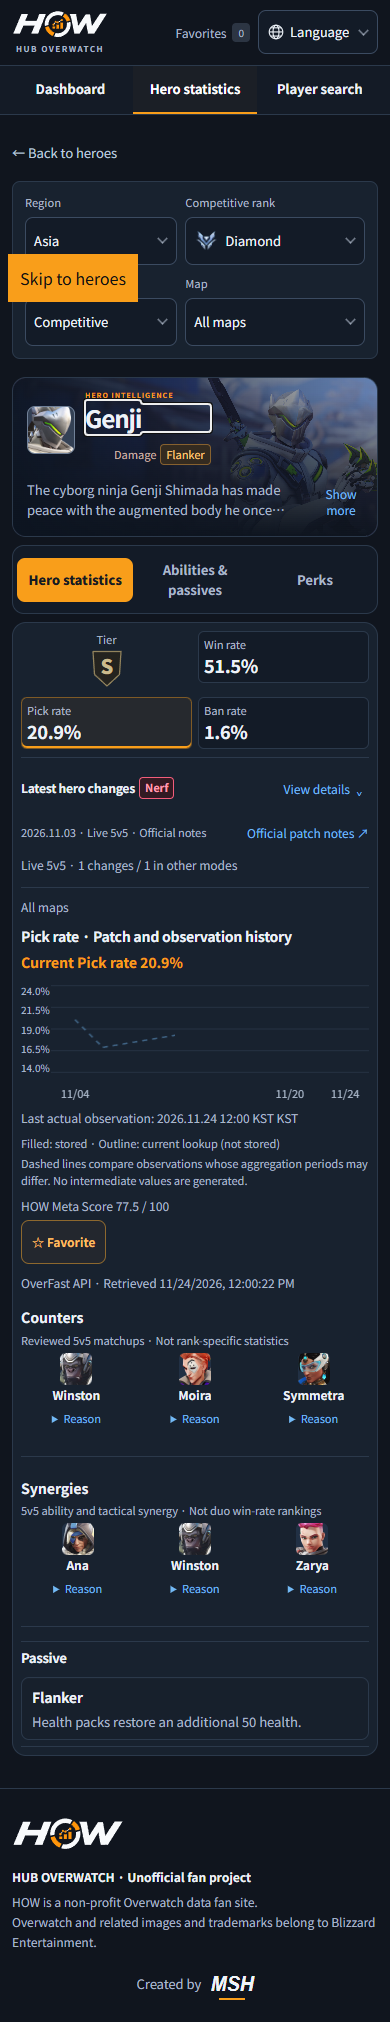 HOW
HUB OVERWATCH
Favorites 0
Language
Dashboard
Hero statistics
Player search
← Back to heroes
Region
Competitive rank
Asia
Diamond
Skip to heroes
Map
Competitive
All maps
HERO INTELLIGENCE
Genji
Damage Flanker
The cyborg ninja Genji Shimada has made
peace with the augmented body he once…
Show
more
Hero statistics
Abilities &
passives
Perks
Tier
S
Win rate
51.5%
Pick rate
20.9%
Ban rate
1.6%
Latest hero changes Nerf
View details
2026.11.03 · Live 5v5 · Official notes
Official patch notes ↗
Live 5v5 · 1 changes / 1 in other modes
All maps
Pick rate · Patch and observation history
Current Pick rate 20.9%
24.0%
21.5%
19.0%
16.5%
14.0%
11/04
11/20
11/24
Last actual observation: 2026.11.24 12:00 KST KST
Filled: stored · Outline: current lookup (not stored)
Dashed lines compare observations whose aggregation periods may
differ. No intermediate values are generated.
HOW Meta Score 77.5 / 100
☆ Favorite
OverFast API · Retrieved 11/24/2026, 12:00:22 PM
Counters
Reviewed 5v5 matchups · Not rank-specific statistics
Winston
Moira
Symmetra
▶ Reason
▶ Reason
▶ Reason
Synergies
5v5 ability and tactical synergy · Not duo win-rate rankings
Ana
Winston
Zarya
▶ Reason
▶ Reason
▶ Reason
Passive
Flanker
Health packs restore an additional 50 health.
HOW
HUB OVERWATCH · Unofficial fan project
HOW is a non-profit Overwatch data fan site.
Overwatch and related images and trademarks belong to Blizzard
Entertainment.
Created by MSH